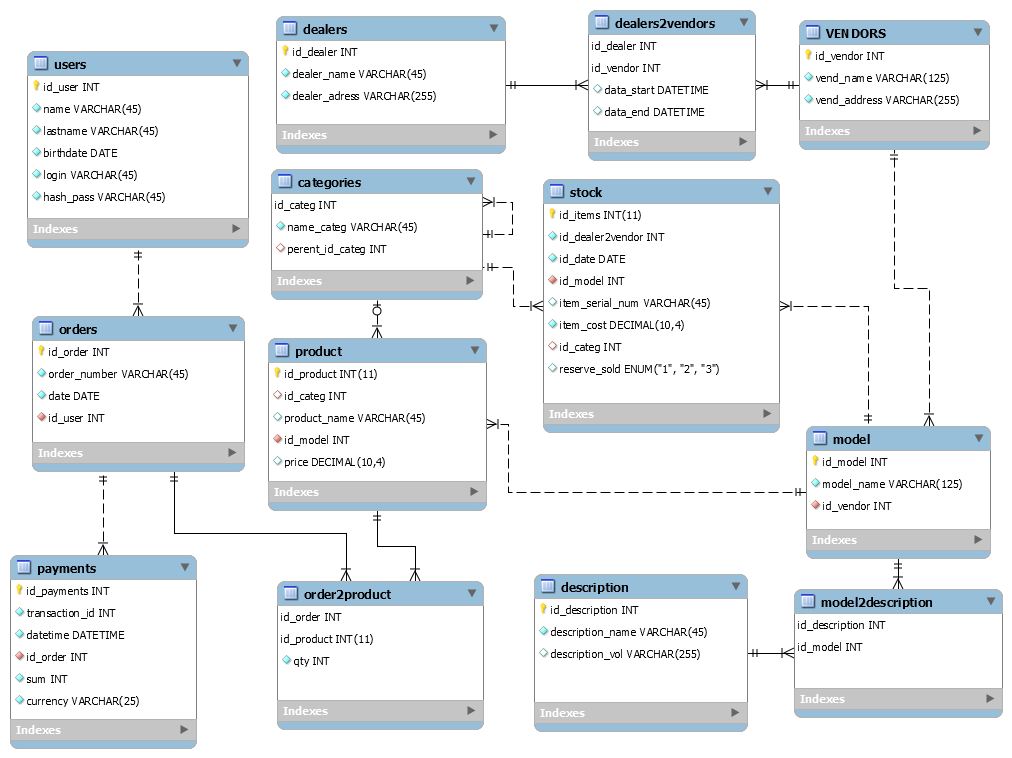 users
id_user INT
name VARCHAR(45)
lastname VARCHAR(45)
birthdate DATE
login VARCHAR(45)
hash_pass VARCHAR(45)
Indexes
dealers
id_dealer INT
dealer_name VARCHAR(45)
dealer_adress VARCHAR(255)
Indexes
dealers2vendors
id_dealer INT
id_vendor INT
data_start DATETIME
data_end DATETIME
Indexes
VENDORS
id_vendor INT
vend_name VARCHAR(125)
vend_address VARCHAR(255)
Indexes
categories
id_categ INT
name_categ VARCHAR(45)
perent_id_categ INT
Indexes
stock
id_items INT(11)
id_dealer2vendor INT
id_date DATE
id_model INT
item_serial_num VARCHAR(45)
item_cost DECIMAL(10,4)
id_categ INT
reserve_sold ENUM("1", "2", "3")
Indexes
orders
id_order INT
order_number VARCHAR(45)
date DATE
id_user INT
Indexes
product
id_product INT(11)
id_categ INT
product_name VARCHAR(45)
id_model INT
price DECIMAL(10,4)
Indexes
model
id_model INT
model_name VARCHAR(125)
id_vendor INT
Indexes
payments
id_payments INT
transaction_id INT
datetime DATETIME
id_order INT
sum INT
currency VARCHAR(25)
Indexes
order2product
id_order INT
id_product INT(11)
qty INT
Indexes
description
id_description INT
description_name VARCHAR(45)
description_vol VARCHAR(255)
Indexes
model2description
id_description INT
id_model INT
Indexes